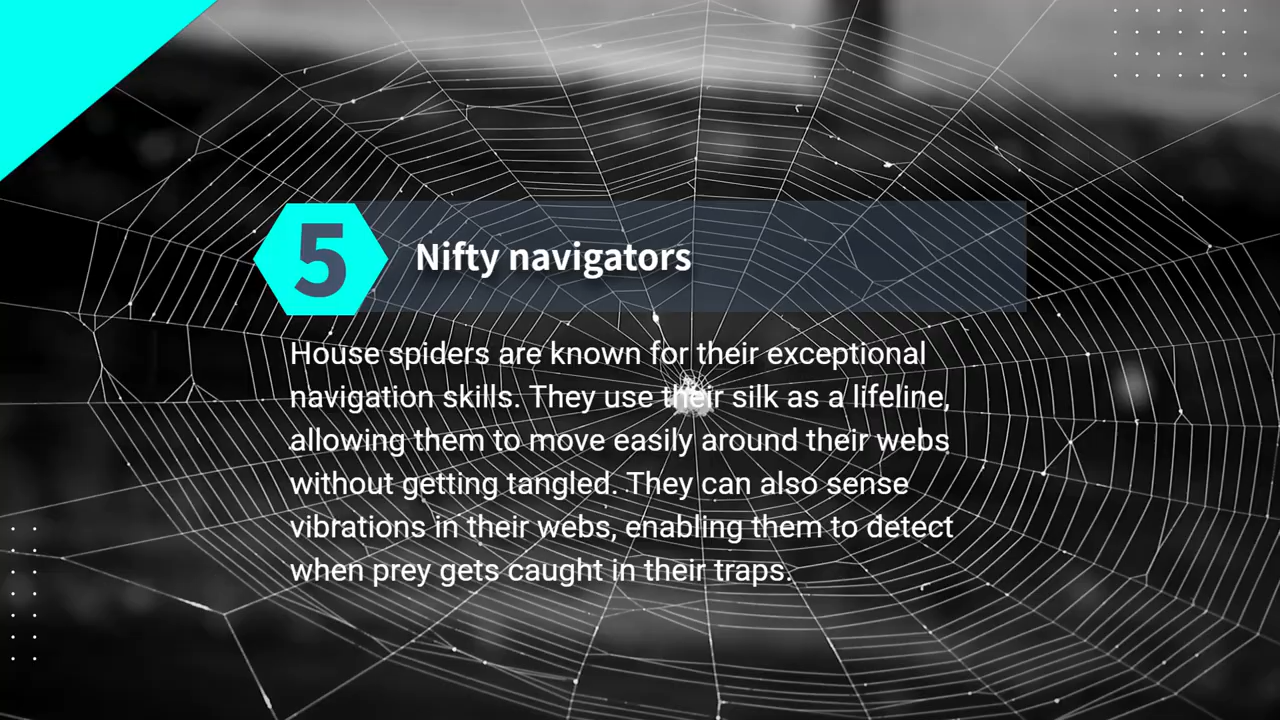 5
Nifty navigators
House spiders are known for their exceptional
navigation skills. They use their silk as a lifeline,
allowing them to move easily around their webs
without getting tangled. They can also sense
vibrations in their webs, enabling them to detect
when prey gets caught in their traps.